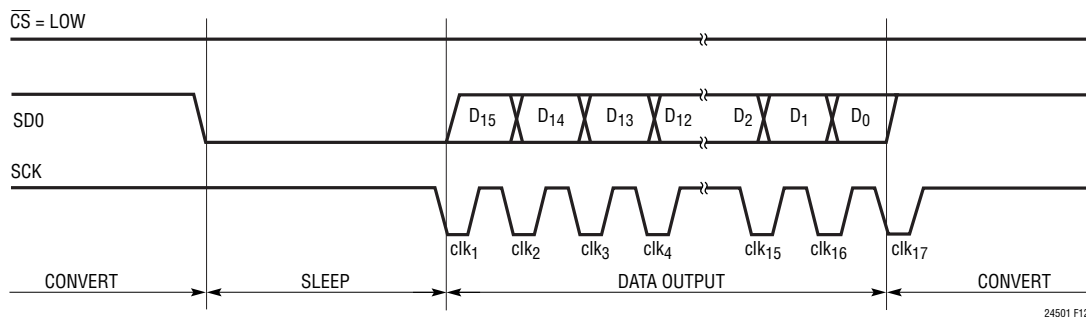 CS = LOW
SD0
D15 D14 D13 D12 D2 D1 D0
SCK
clk1 clk2 clk3 clk4 clk15 clk16 clk17
CONVERT SLEEP DATA OUTPUT CONVERT
24501 F12